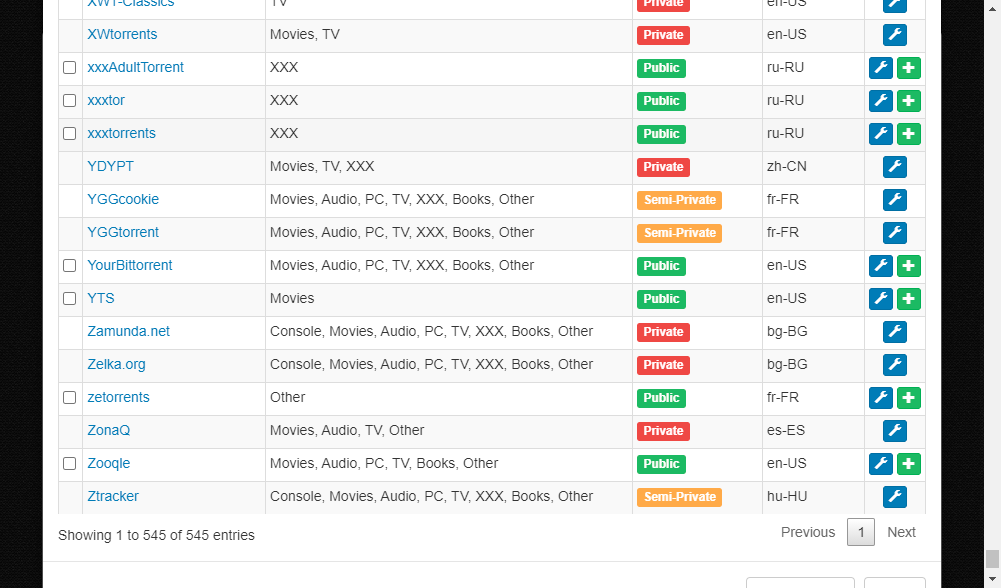 XWT-Classics TV Private en-US
XWtorrents Movies, TV Private en-US
xxxAdultTorrent XXX Public ru-RU
xxxtor XXX Public ru-RU
xxxtorrents XXX Public ru-RU
YDYPT Movies, TV, XXX Private zh-CN
YGGcookie Movies, Audio, PC, TV, XXX, Books, Other Semi-Private fr-FR
YGGtorrent Movies, Audio, PC, TV, XXX, Books, Other Semi-Private fr-FR
YourBittorrent Movies, Audio, PC, TV, XXX, Books, Other Public en-US
YTS Movies Public en-US
Zamunda.net Console, Movies, Audio, PC, TV, XXX, Books, Other Private bg-BG
Zelka.org Console, Movies, Audio, PC, TV, XXX, Books, Other Private bg-BG
zetorrents Other Public fr-FR
ZonaQ Movies, Audio, TV, Other Private es-ES
Zooqle Movies, Audio, PC, TV, Books, Other Public en-US
Ztracker Console, Movies, Audio, PC, TV, XXX, Books, Other Semi-Private hu-HU
Showing 1 to 545 of 545 entries Previous 1 Next